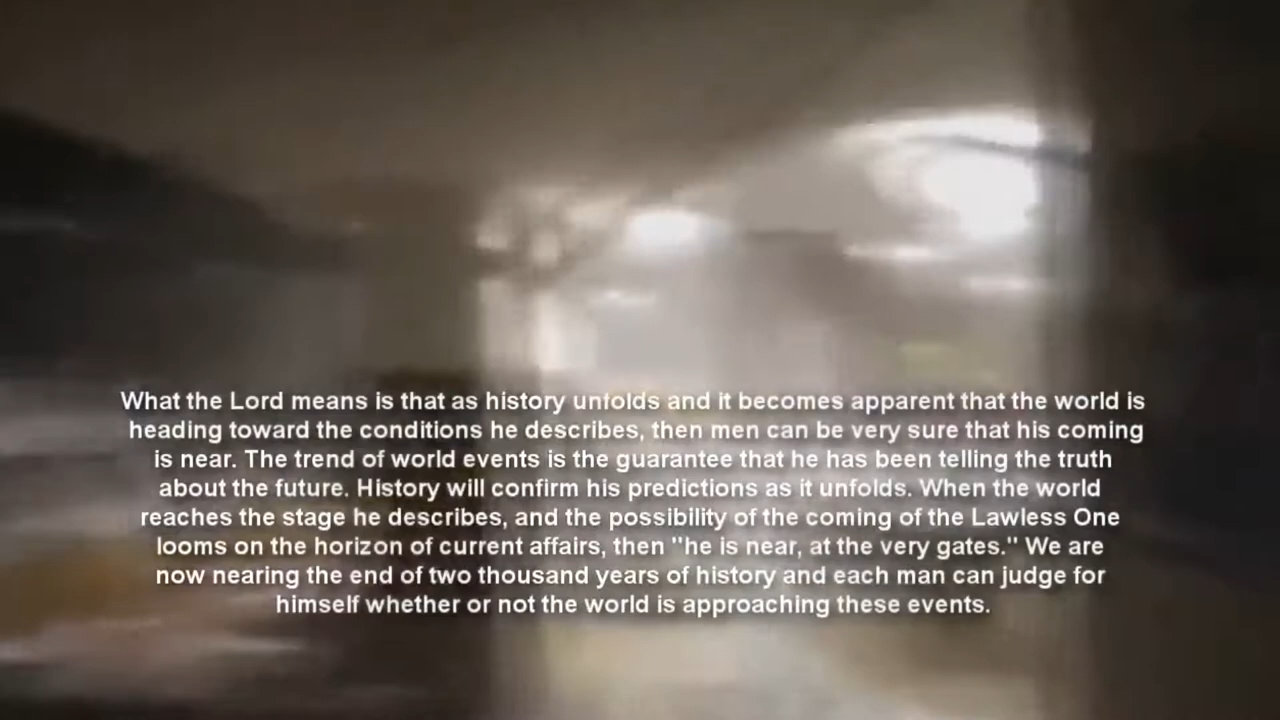 What the Lord means is that as history unfolds and it becomes apparent that the world is
heading toward the conditions he describes, then men can be very sure that his coming
is near. The trend of world events is the guarantee that he has been telling the truth
about the future. History will confirm his predictions as it unfolds. When the world
reaches the stage he describes, and the possibility of the coming of the Lawless One
looms on the horizon of current affairs, then "he is near, at the very gates." We are
now nearing the end of two thousand years of history and each man can judge for
himself whether or not the world is approaching these events.